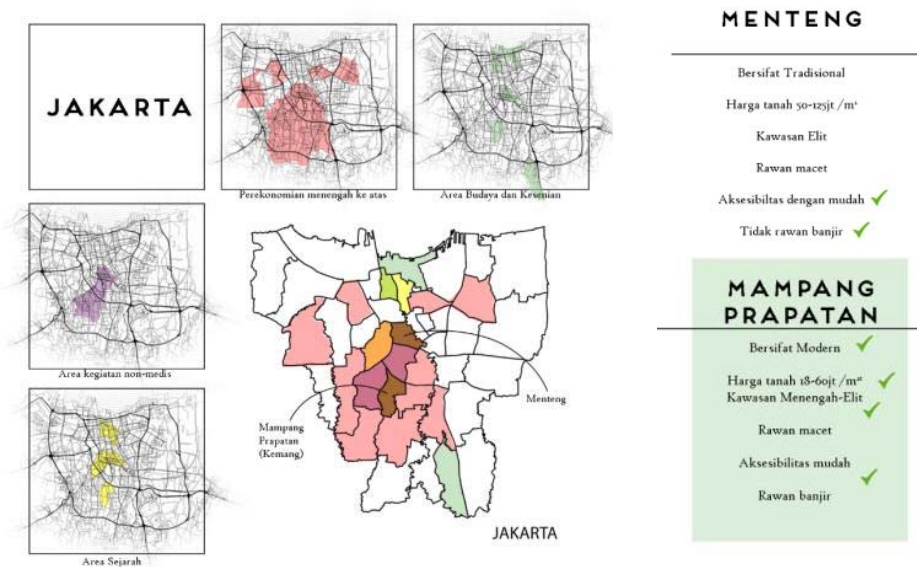 JAKARTA
Perekonomian menengah ke atas
Area Budaya dan Kesenian
Area kegiatan non-medis
Area Sejarah
Mampang
Prapatan
(Kemang)
Menteng
JAKARTA
MENTENG
Bersifat Tradisional
Harga tanah 50-125jt /m²
Kawasan Elit
Rawan macet
Aksesibiltas dengan mudah
Tidak rawan banjir
MAMPANG
PRAPATAN
Bersifat Modern
Harga tanah 18-60jt /m²
Kawasan Menengah-Elit
Rawan macet
Aksesibilitas mudah
Rawan banjir